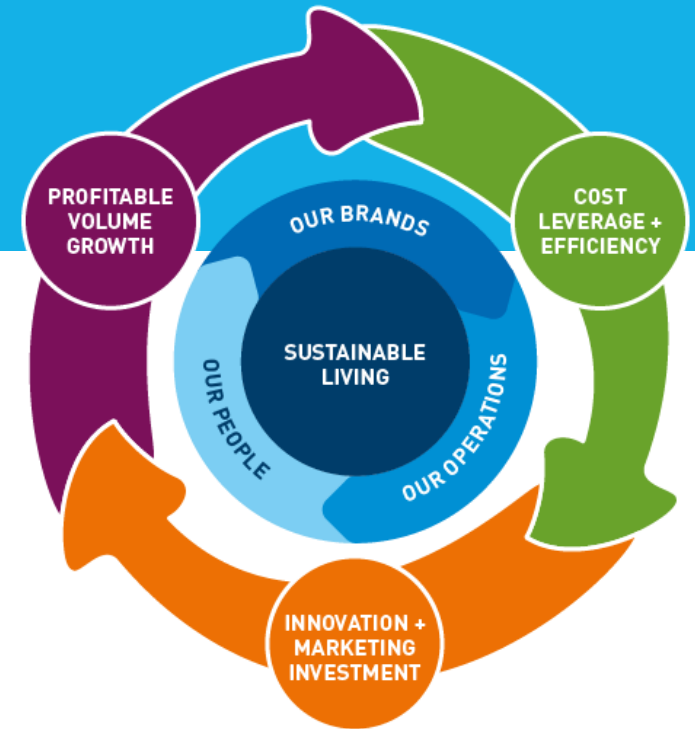 PROFITABLE
VOLUME
GROWTH
COST
LEVERAGE +
EFFICIENCY
OUR BRANDS
SUSTAINABLE
LIVING
OUR PEOPLE
OUR OPERATIONS
INNOVATION +
MARKETING
INVESTMENT